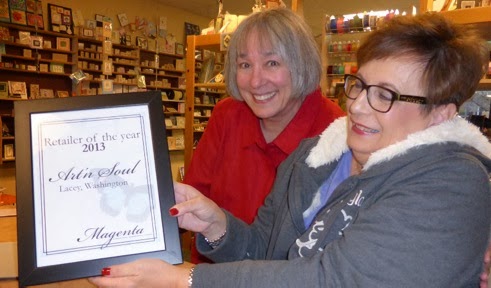 Retailer of the year
2013
Art'n Soul
Lacey, Washington
Magenta